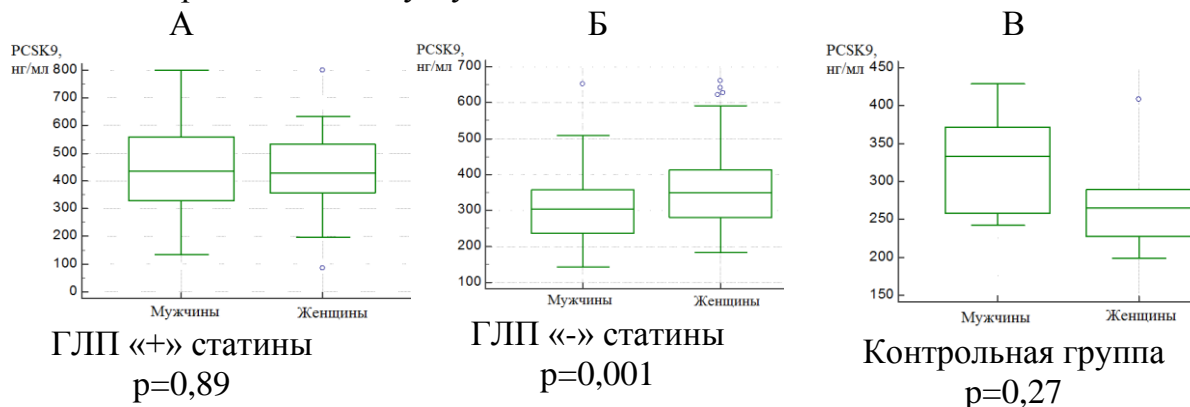 А
PCSK9,
нг/мл
800
700
600
500
400
300
200
100
0
Мужчины
Женщины
ГЛП «+» статины
p=0,89
Б
PCSK9,
нг/мл
700
600
500
400
300
200
100
Мужчины
Женщины
ГЛП «-» статины
p=0,001
В
PCSK9,
нг/мл
450
400
350
300
250
200
150
Мужчины
Женщины
Контрольная группа
p=0,27